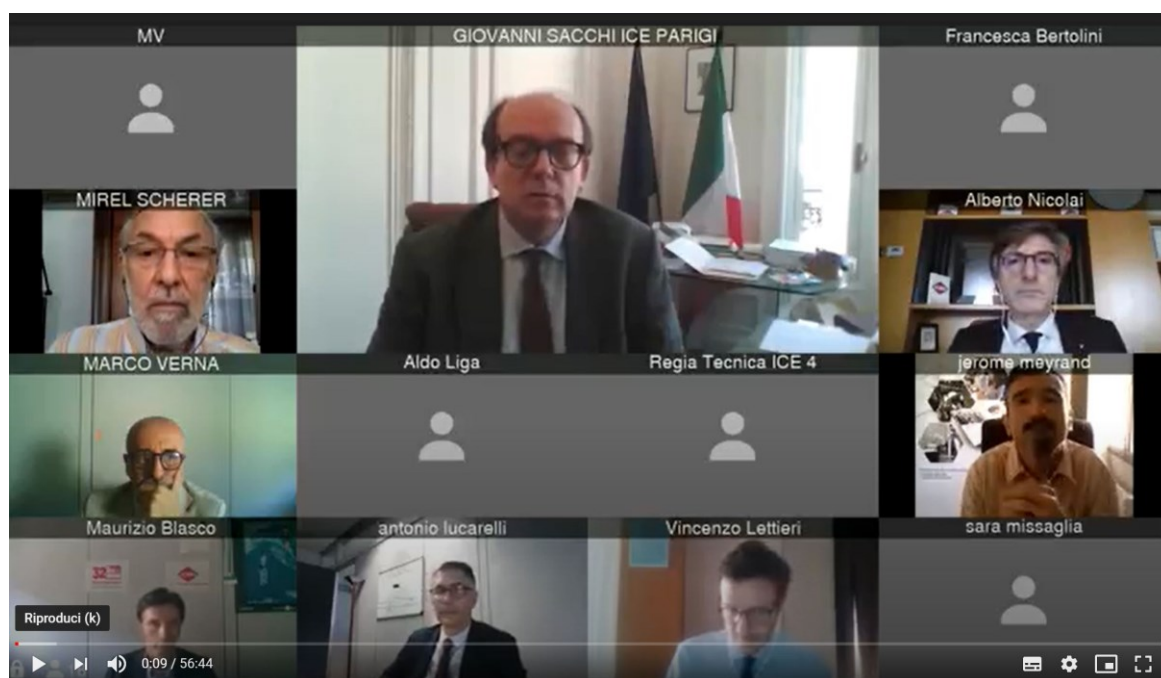 MV
GIOVANNI SACCHI ICE PARIGI
Francesca Bertolini
MIREL SCHERER
Alberto Nicolai
MARCO VERNA
Aldo Liga
Regia Tecnica ICE 4
jerome meyrand
Maurizio Blasco
antonio lucarelli
Vincenzo Lettieri
sara missaglia
32
Riproduci (k)
0:09 / 56:44